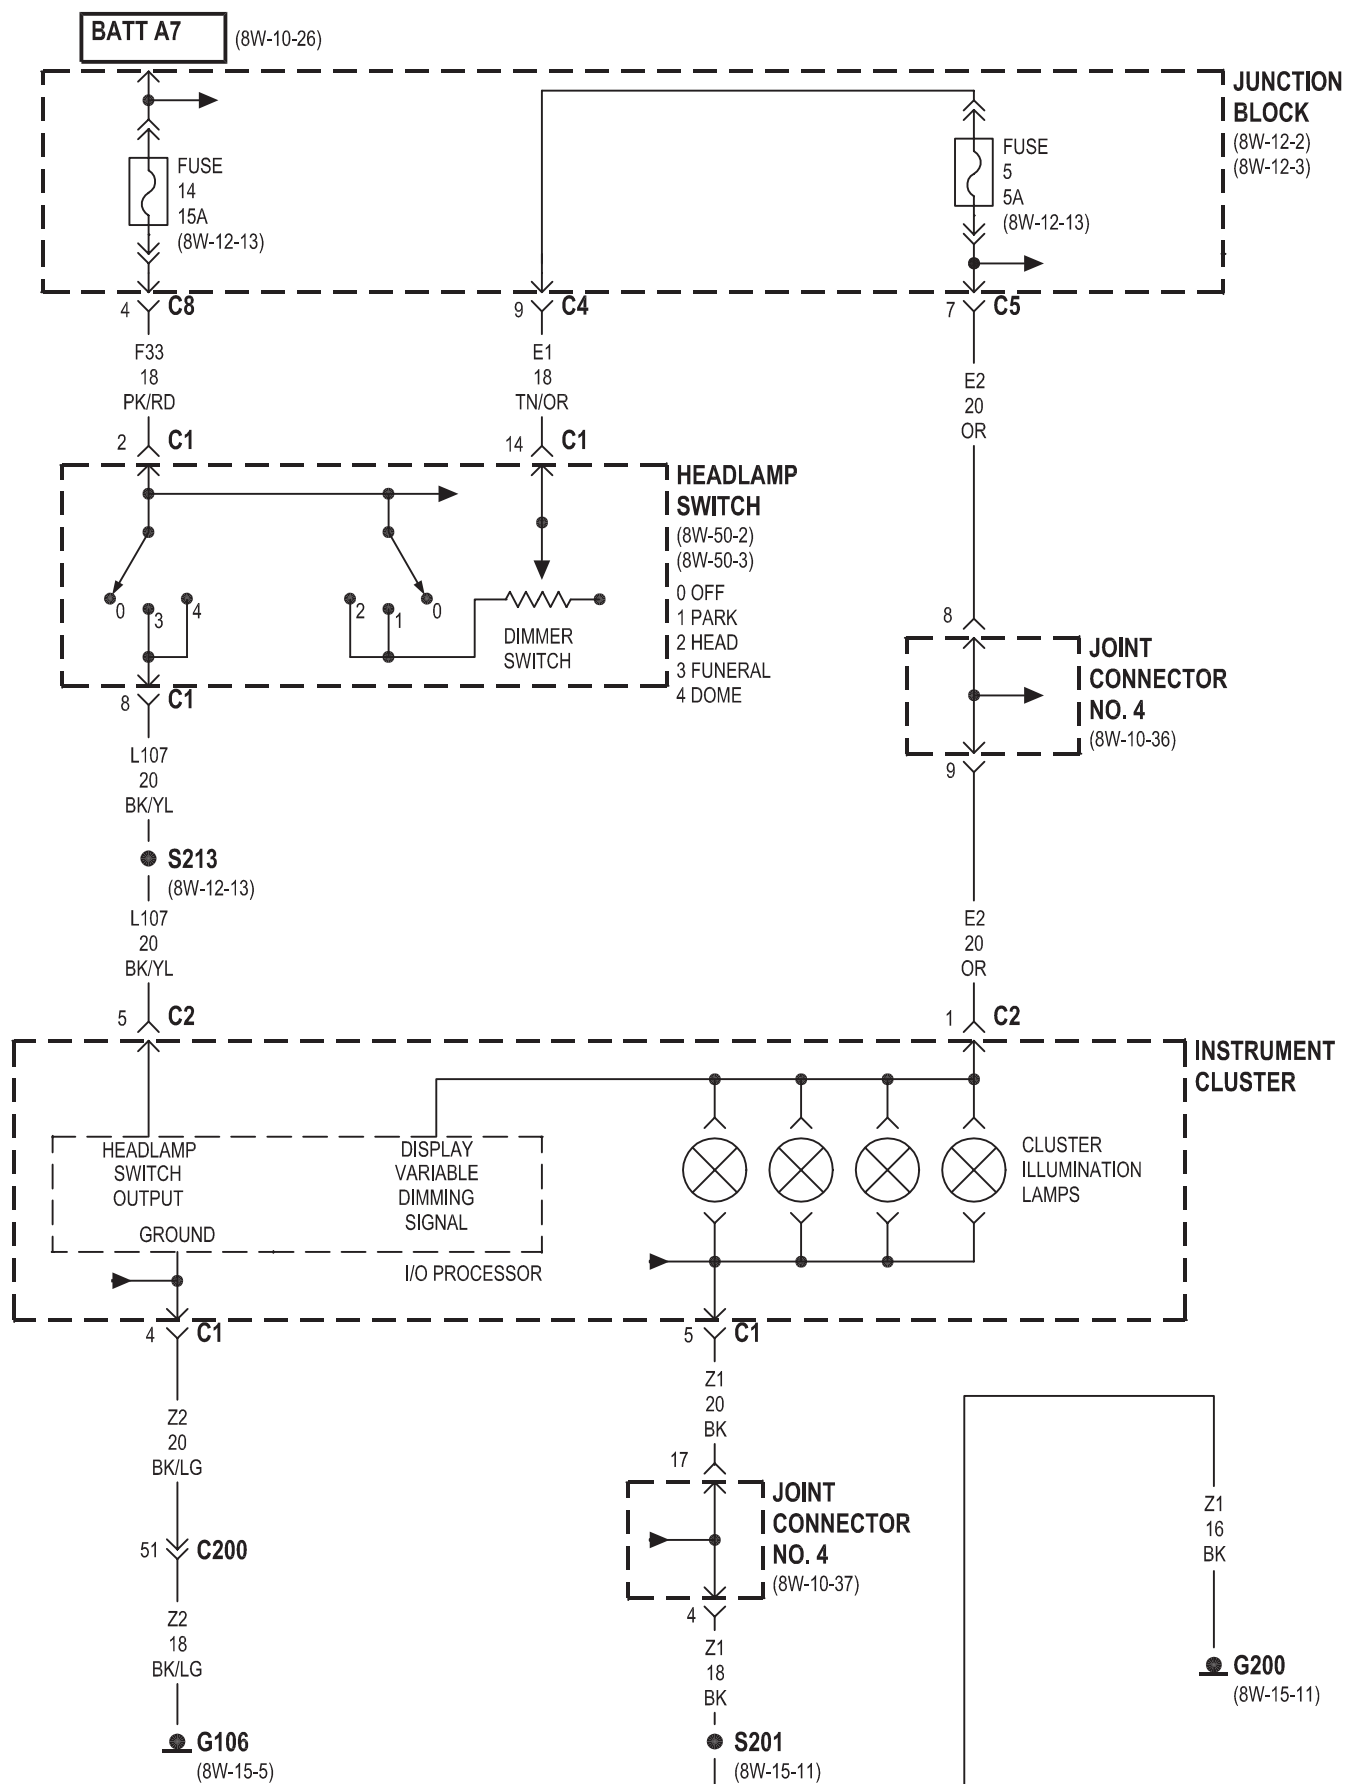 BATT A7
(8W-10-26)
JUNCTION
BLOCK
(8W-12-2)
(8W-12-3)
FUSE
14
15A
(8W-12-13)
FUSE
5
5A
(8W-12-13)
4 C8
9 C4
7 C5
F33
18
PK/RD
E1
18
TN/OR
E2
20
OR
2 C1
14 C1
HEADLAMP
SWITCH
(8W-50-2)
(8W-50-3)
0 OFF
1 PARK
2 HEAD
3 FUNERAL
4 DOME
0
3
4
2
1
0
DIMMER
SWITCH
8 C1
8
JOINT
CONNECTOR
NO. 4
(8W-10-36)
9
L107
20
BK/YL
S213
(8W-12-13)
L107
20
BK/YL
E2
20
OR
5 C2
1 C2
INSTRUMENT
CLUSTER
HEADLAMP
SWITCH
OUTPUT
GROUND
DISPLAY
VARIABLE
DIMMING
SIGNAL
I/O PROCESSOR
CLUSTER
ILLUMINATION
LAMPS
4 C1
5 C1
Z2
20
BK/LG
51 C200
Z2
18
BK/LG
G106
(8W-15-5)
Z1
20
BK
17
JOINT
CONNECTOR
NO. 4
(8W-10-37)
4
Z1
18
BK
S201
(8W-15-11)
Z1
16
BK
G200
(8W-15-11)